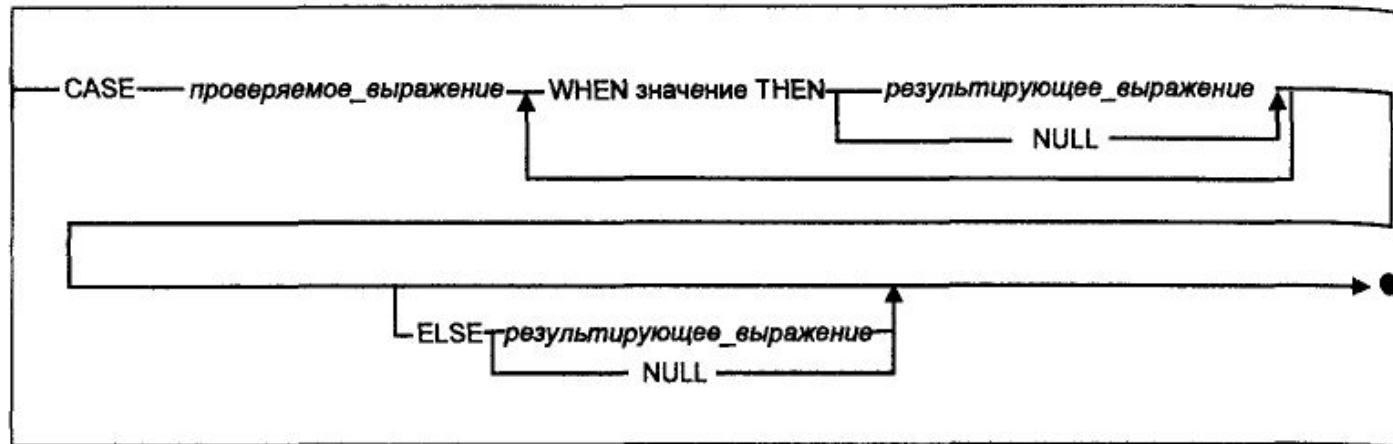 CASE проверяемое_выражение WHEN значение THEN результирующее_выражение
NULL
ELSE результирующее_выражение
NULL